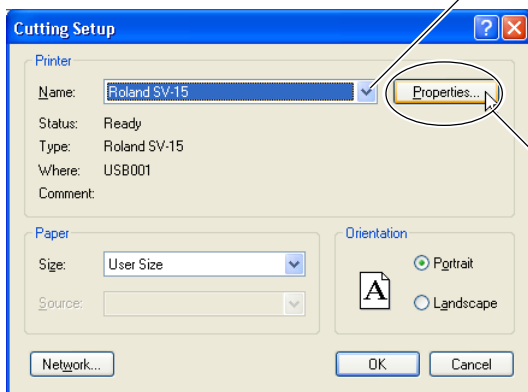 Cutting Setup
Printer
Name: Roland SV-15 Properties...
Status: Ready
Type: Roland SV-15
Where: USB001
Comment:
Paper
Size: User Size
Source:
Orientation
A
Portrait
Landscape
Network... OK Cancel